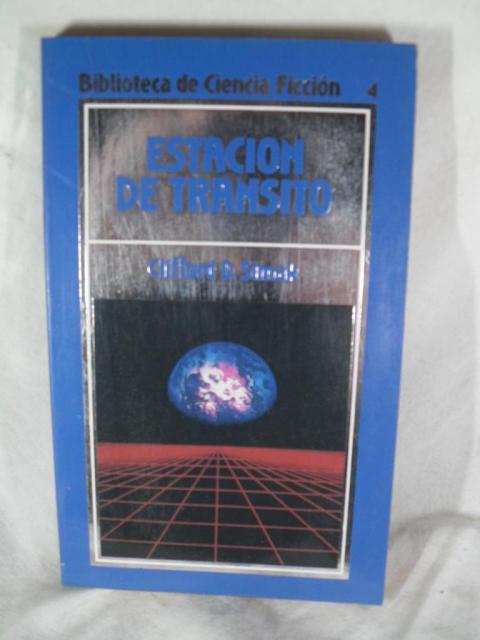 Biblioteca de Ciencia Ficción 4
ESTACION
DE TRANSITO
Clifford D. Simak